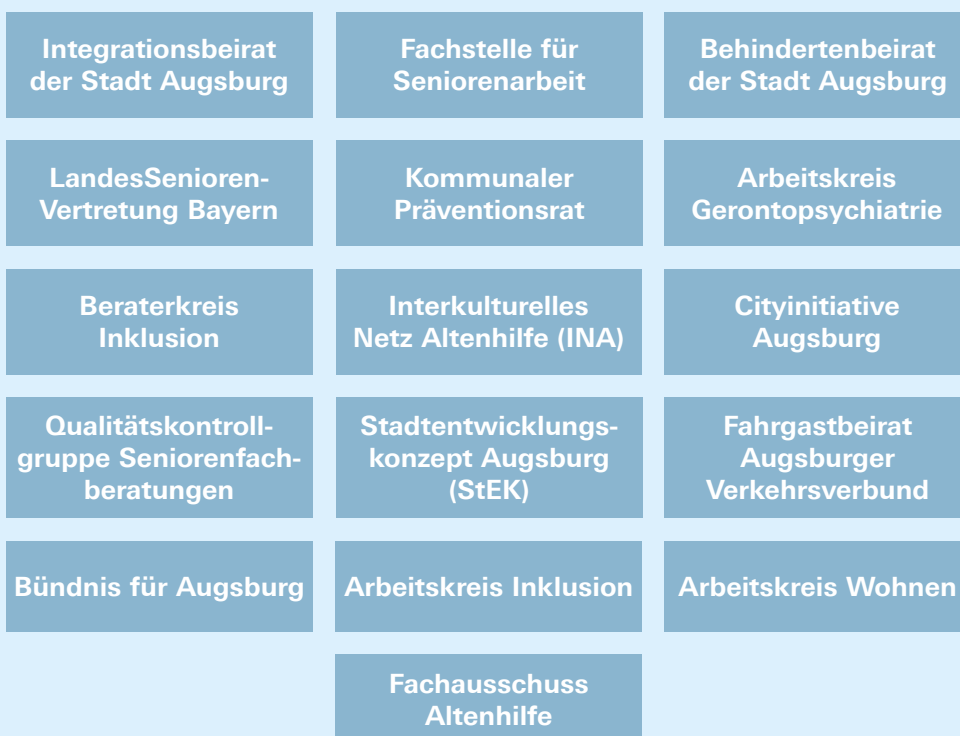 Integrationsbeirat
der Stadt Augsburg
Fachstelle für
Seniorenarbeit
Behindertenbeirat
der Stadt Augsburg
LandesSenioren-
Vertretung Bayern
Kommunaler
Präventionsrat
Arbeitskreis
Gerontopsychiatrie
Beraterkreis
Inklusion
Interkulturelles
Netz Altenhilfe (INA)
Cityinitiative
Augsburg
Qualitätskontroll-
gruppe Seniorenfach-
beratungen
Stadtentwicklungs-
konzept Augsburg
(StEK)
Fahrgastbeirat
Augsburger
Verkehrsverbund
Bündnis für Augsburg
Arbeitskreis Inklusion
Arbeitskreis Wohnen
Fachausschuss
Altenhilfe